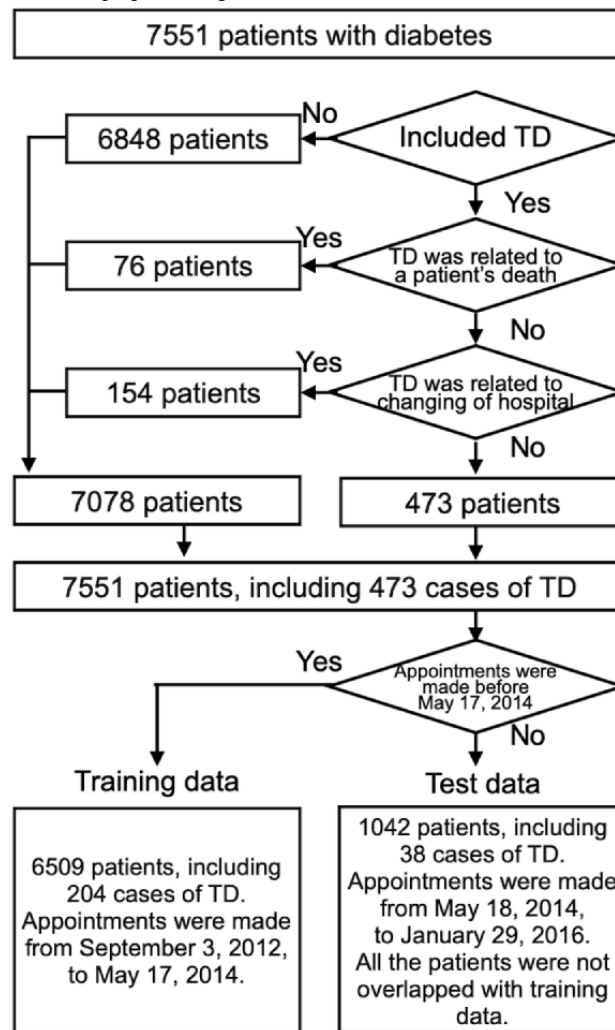 7551 patients with diabetes
No
6848 patients
Included TD
Yes
Yes
76 patients
TD was related to
a patient's death
No
Yes
154 patients
TD was related to
changing of hospital
No
7078 patients
473 patients
7551 patients, including 473 cases of TD
Yes
Appointments were
made before
May 17, 2014
No
Training data
Test data
6509 patients, including
204 cases of TD.
Appointments were made
from September 3, 2012,
to May 17, 2014.
1042 patients, including
38 cases of TD.
Appointments were made
from May 18, 2014,
to January 29, 2016.
All the patients were not
overlapped with training
data.